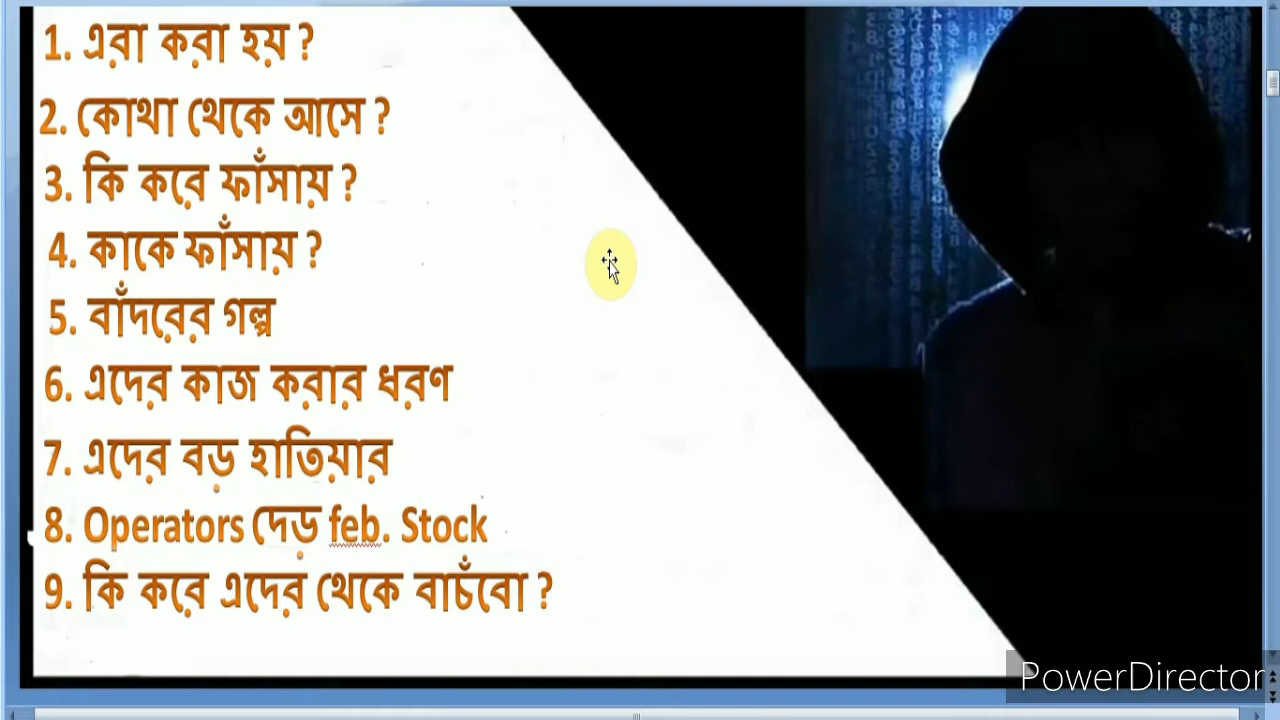 1. এরা করা হয় ?
2. কোথা থেকে আসে ?
3. কি করে ফাঁসায় ?
4. কাকে ফাঁসায় ?
5. বাঁদরের গল্প
6. এদের কাজ করার ধরণ
7. এদের বড় হাতিয়ার
8. Operators দেড় feb. Stock
9. কি করে এদের থেকে বাচঁবো ?
PowerDirector